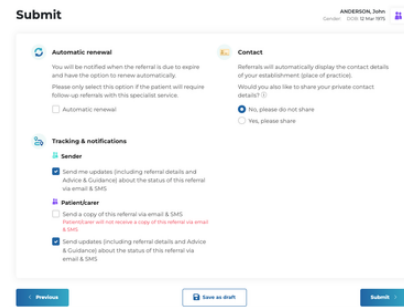 Submit
ANDERSON, John
Gender: DOB: 12 Mar 1975
Automatic renewal
You will be notified when the referral is due to expire
and have the option to renew automatically.
Please only select this option if the patient will require
follow-up referrals with this specialist service.
Automatic renewal
Contact
Referrals will automatically display the contact details
of your establishment (place of practice).
Would you also like to share your private contact
details?
No, please do not share
Yes, please share
Tracking & notifications
Sender
Send me updates (including referral details and
Advice & Guidance) about the status of this referral
via email & SMS
Patient/carer
Send a copy of this referral via email & SMS
Patient/carer will not receive a copy of this referral via email
& SMS
Send updates (including referral details and Advice
& Guidance) about the status of this referral via
email & SMS
Previous
Save as draft
Submit